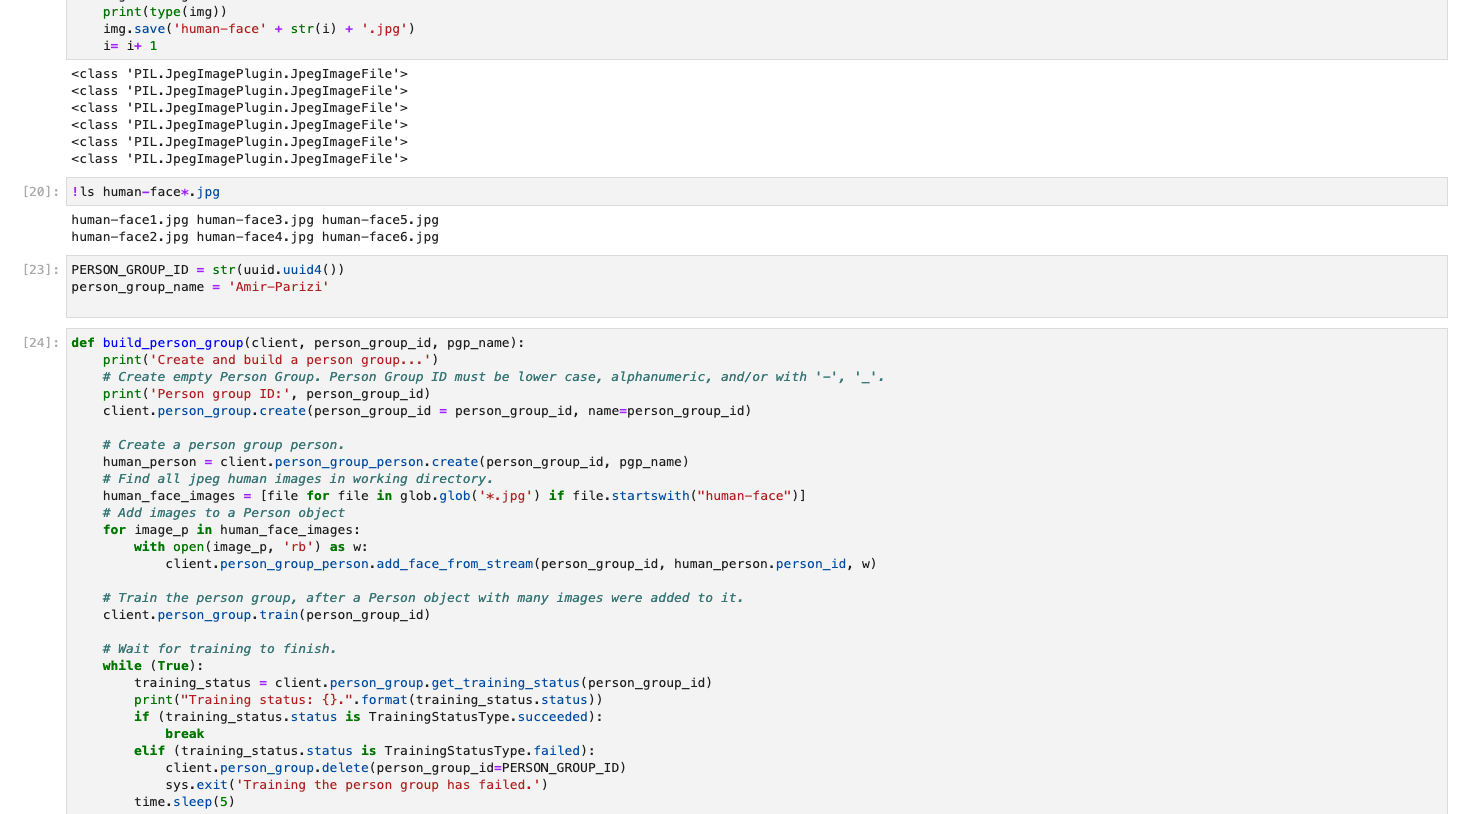 print(type(img))
    img.save('human-face' + str(i) + '.jpg')
    i= i+ 1
<class 'PIL.JpegImagePlugin.JpegImageFile'>
<class 'PIL.JpegImagePlugin.JpegImageFile'>
<class 'PIL.JpegImagePlugin.JpegImageFile'>
<class 'PIL.JpegImagePlugin.JpegImageFile'>
<class 'PIL.JpegImagePlugin.JpegImageFile'>
<class 'PIL.JpegImagePlugin.JpegImageFile'>
[20]: !ls human-face*.jpg
human-face1.jpg human-face3.jpg human-face5.jpg
human-face2.jpg human-face4.jpg human-face6.jpg
[23]: PERSON_GROUP_ID = str(uuid.uuid4())
person_group_name = 'Amir-Parizi'
[24]: def build_person_group(client, person_group_id, pgp_name):
    print('Create and build a person group...')
    # Create empty Person Group. Person Group ID must be lower case, alphanumeric, and/or with '-', '_'.
    print('Person group ID:', person_group_id)
    client.person_group.create(person_group_id = person_group_id, name=person_group_id)
    # Create a person group person.
    human_person = client.person_group_person.create(person_group_id, pgp_name)
    # Find all jpeg human images in working directory.
    human_face_images = [file for file in glob.glob('*.jpg') if file.startswith("human-face")]
    # Add images to a Person object
    for image_p in human_face_images:
        with open(image_p, 'rb') as w:
            client.person_group_person.add_face_from_stream(person_group_id, human_person.person_id, w)
    # Train the person group, after a Person object with many images were added to it.
    client.person_group.train(person_group_id)
    # Wait for training to finish.
    while (True):
        training_status = client.person_group.get_training_status(person_group_id)
        print("Training status: {}.".format(training_status.status))
        if (training_status.status is TrainingStatusType.succeeded):
            break
        elif (training_status.status is TrainingStatusType.failed):
            client.person_group.delete(person_group_id=PERSON_GROUP_ID)
            sys.exit('Training the person group has failed.')
        time.sleep(5)